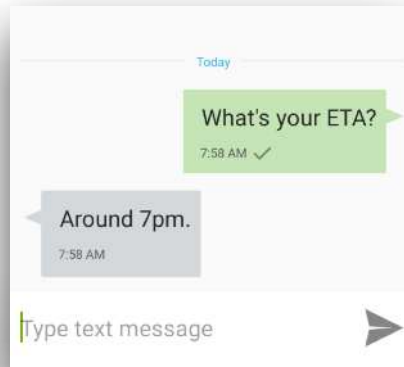 Today
What's your ETA?
7:58 AM
Around 7pm.
7:58 AM
Type text message